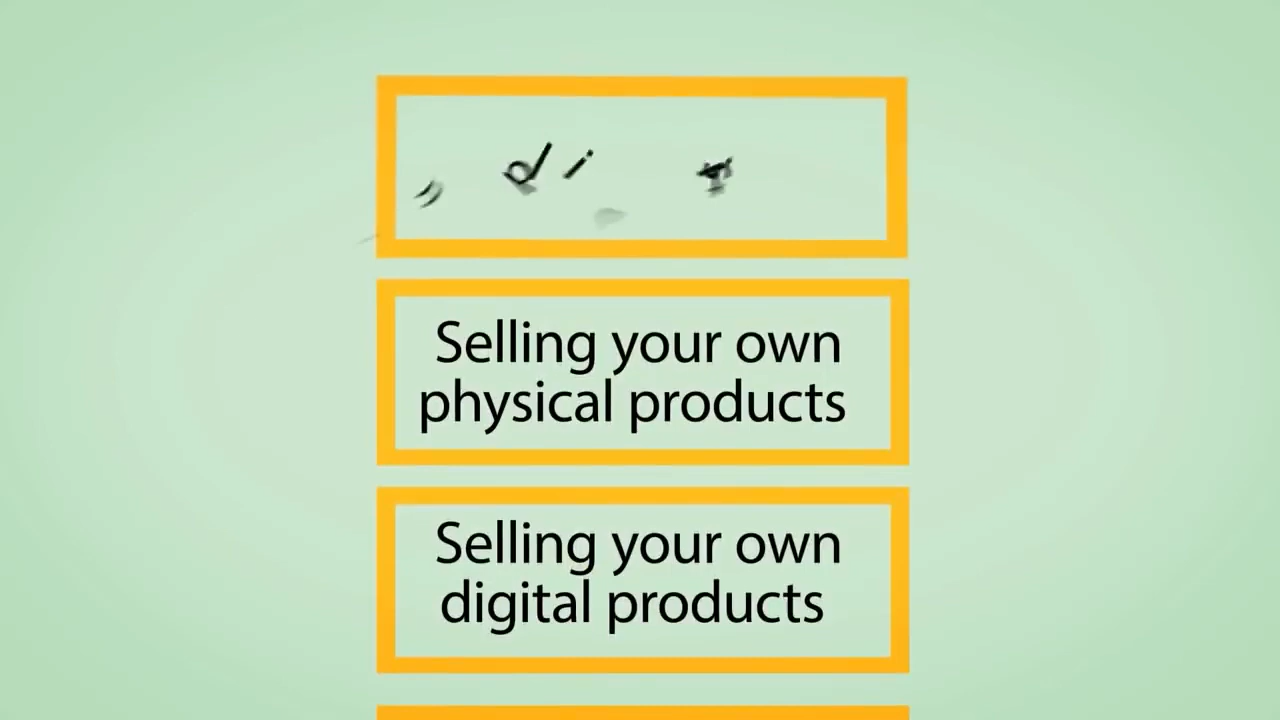 Selling your own
physical products
Selling your own
digital products